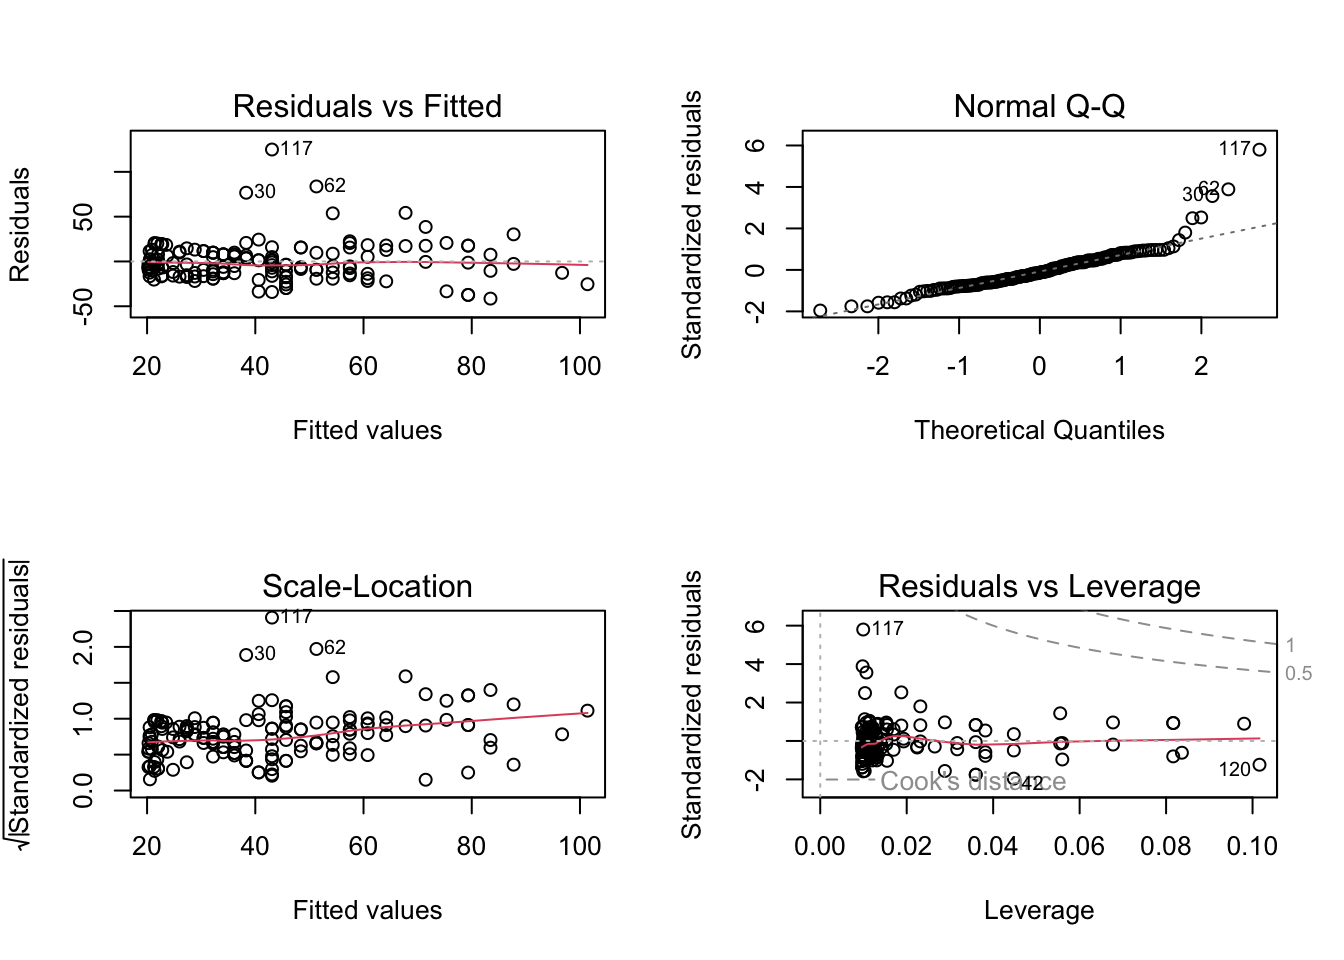 Residuals vs Fitted
Residuals
50
-50
117
30
62
20 40 60 80 100
Fitted values
Normal Q-Q
Standardized residuals
6
4
2
0
-2
117
62
30
-2 -1 0 1 2
Theoretical Quantiles
Scale-Location
√|Standardized residuals|
2.0
1.0
0.0
117
30
62
20 40 60 80 100
Fitted values
Residuals vs Leverage
Standardized residuals
6
4
2
-2
117
1
0.5
120
42
Cook's distance
0.00 0.02 0.04 0.06 0.08 0.10
Leverage